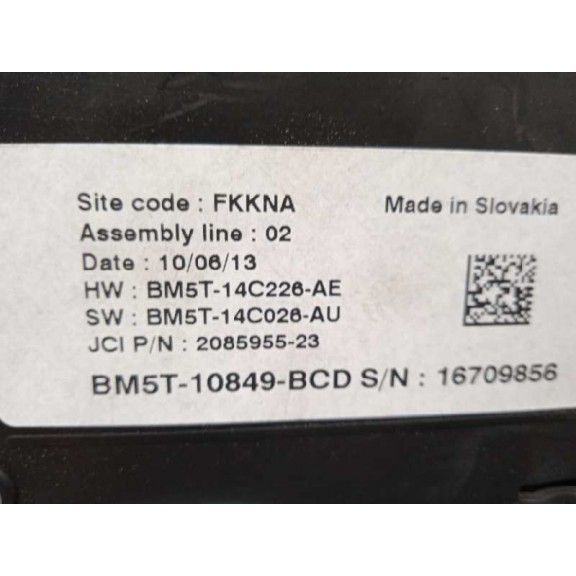 Site code : FKKNA
Made in Slovakia
Assembly line : 02
Date : 10/06/13
HW : BM5T-14C226-AE
SW : BM5T-14C026-AU
JCI P/N : 2085955-23
BM5T-10849-BCD S/N : 16709856